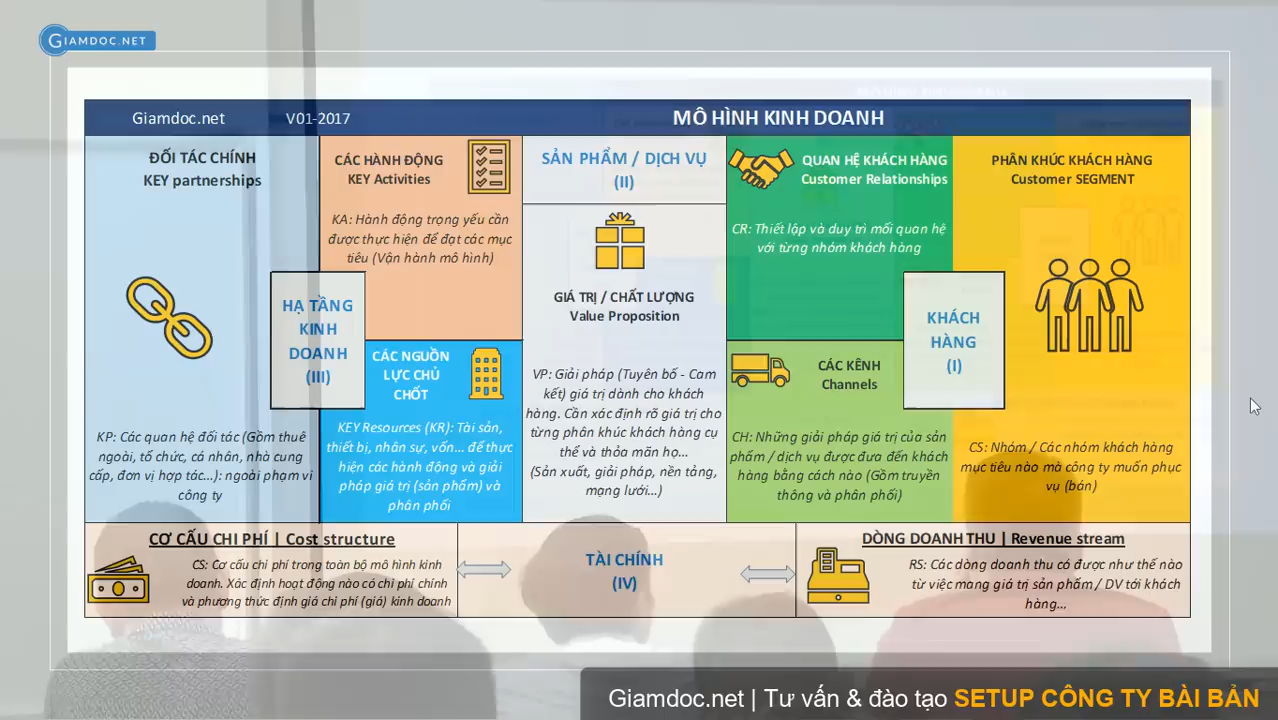 GIAMDOC.NET
Giamdoc.net
V01-2017
MÔ HÌNH KINH DOANH
ĐỐI TÁC CHÍNH
KEY partnerships
KP: Các quan hệ đối tác (Gồm thuê
ngoài, tổ chức, cá nhân, nhà cung
cấp, đơn vị hợp tác...): ngoài phạm vi
công ty
CÁC HÀNH ĐỘNG
KEY Activities
KA: Hành động trọng yếu cần
được thực hiện để đạt các mục
tiêu (Vận hành mô hình)
HẠ TẦNG
KINH
DOANH
(III)
CÁC NGUỒN
LỰC CHỦ
CHỐT
KEY Resources (KR): Tài sản,
thiết bị, nhân sự, vốn... để thực
hiện các hành động và giải
pháp giá trị (sản phẩm) và
phân phối
SẢN PHẨM / DỊCH VỤ
(II)
GIÁ TRỊ / CHẤT LƯỢNG
Value Proposition
VP: Giải pháp (Tuyên bố - Cam
kết) giá trị dành cho khách
hàng. Cần xác định rõ giá trị cho
từng phân khúc khách hàng cụ
thể và thỏa mãn họ...
(Sản xuất, giải pháp, nền tảng,
mạng lưới...)
QUAN HỆ KHÁCH HÀNG
Customer Relationships
CR: Thiết lập và duy trì mối quan hệ
với từng nhóm khách hàng
CÁC KÊNH
Channels
CH: Những giải pháp giá trị của sản
phẩm / dịch vụ được đưa đến khách
hàng bằng cách nào (Gồm truyền
thông và phân phối)
KHÁCH
HÀNG
(I)
PHÂN KHÚC KHÁCH HÀNG
Customer SEGMENT
CS: Nhóm / Các nhóm khách hàng
mục tiêu nào mà công ty muốn phục
vụ (bán)
CƠ CẤU CHI PHÍ | Cost structure
CS: Cơ cấu chi phí trong toàn bộ mô hình kinh
doanh. Xác định hoạt động nào có chi phí chính
và phương thức định giá chi phí (giá) kinh doanh
TÀI CHÍNH
(IV)
DÒNG DOANH THU | Revenue stream
RS: Các dòng doanh thu có được như thế nào
từ việc mang giá trị sản phẩm / DV tới khách
hàng...
Giamdoc.net | Tư vấn & đào tạo SETUP CÔNG TY BÀI BẢN